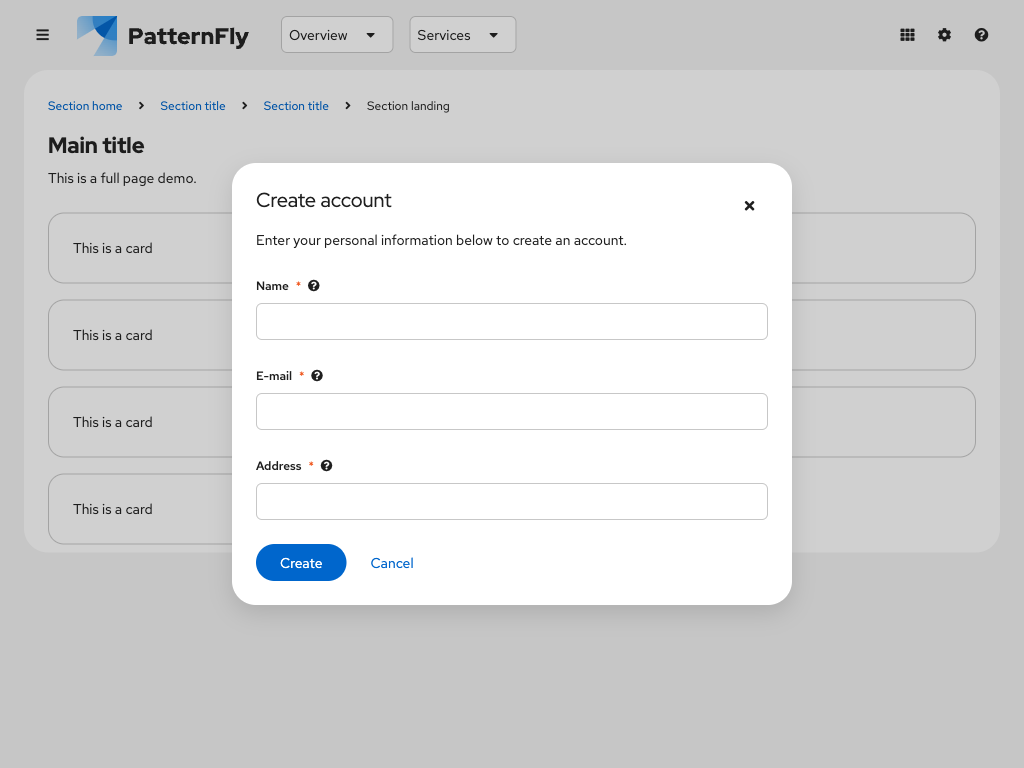 PatternFly
Overview
Services
Section home
Section title
Section title
Section landing
Main title
This is a full page demo.
This is a card
This is a card
This is a card
This is a card
Create account
Enter your personal information below to create an account.
Name *
E-mail *
Address *
Create
Cancel